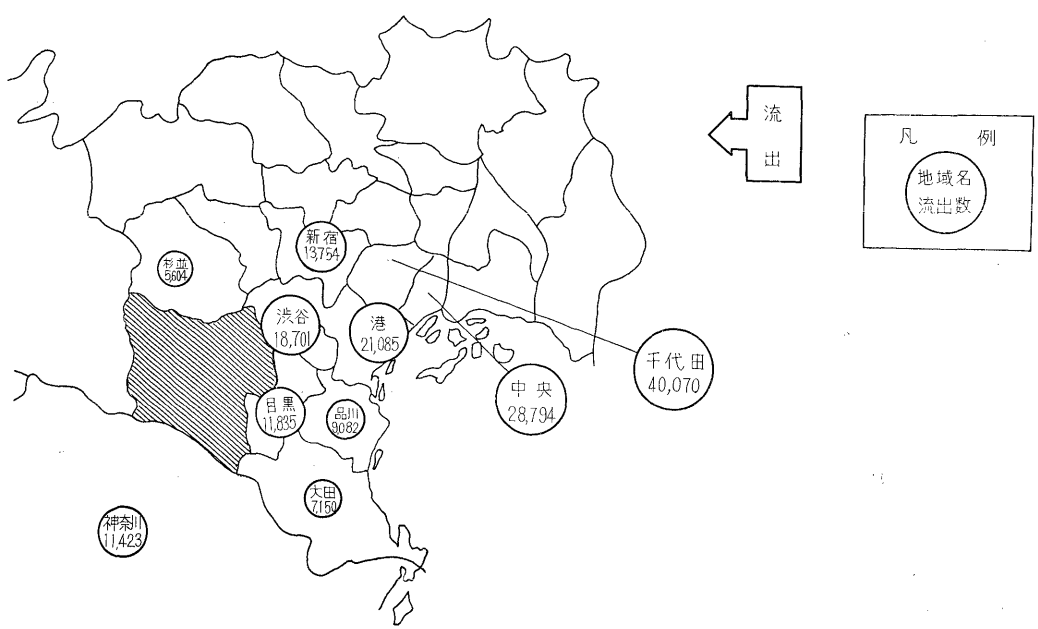 流
出
凡 例
地域名
流出数
新宿
13,754
杉並
5,604
渋谷
18,701
港
21,085
千代田
40,070
中央
28,794
目黒
11,835
品川
9,082
大田
7,150
神奈川
11,423